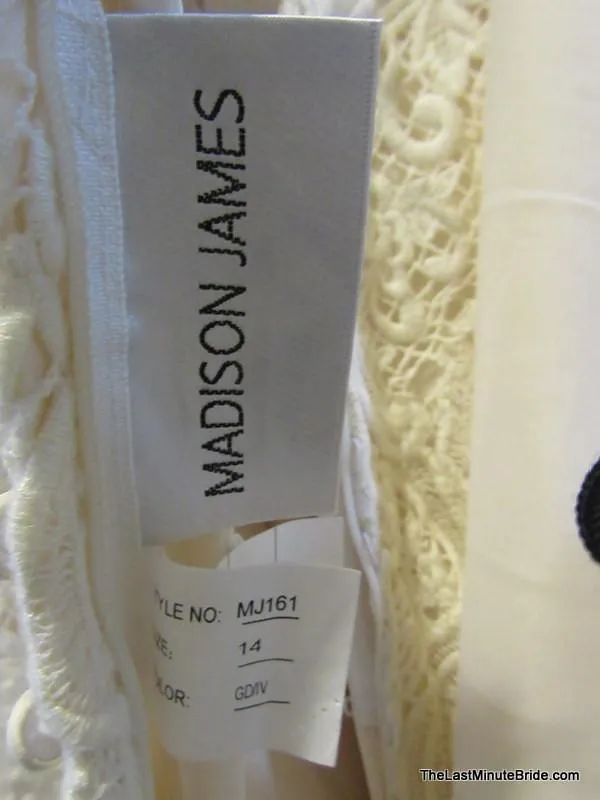 MADISON JAMES
YLE NO: MJ161
ZE: 14
LOR: GD/IV
TheLastMinuteBride.com